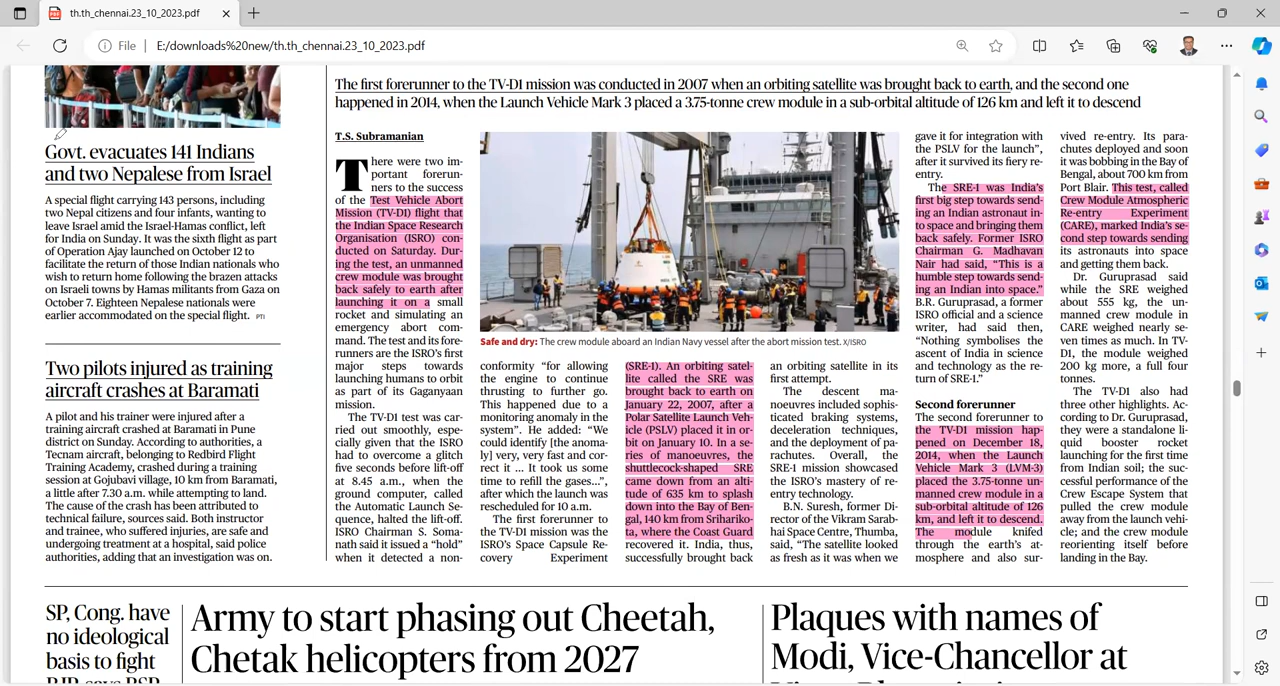 th.th_chennai.23_10_2023.pdf
File
E:/downloads%20new/th.th_chennai.23_10_2023.pdf
Govt. evacuates 141 Indians
and two Nepalese from Israel
A special flight carrying 143 persons, including
two Nepal citizens and four infants, wanting to
leave Israel amid the Israel-Hamas conflict, left
for India on Sunday. It was the sixth flight as part
of Operation Ajay launched on October 12 to
facilitate the return of those Indian nationals who
wish to return home following the brazen attacks
on Israeli towns by Hamas militants from Gaza on
October 7. Eighteen Nepalese nationals were
earlier accommodated on the special flight. PTI
Two pilots injured as training
aircraft crashes at Baramati
A pilot and his trainer were injured after a
training aircraft crashed at Baramati in Pune
district on Sunday. According to authorities, a
Tecnam aircraft, belonging to Redbird Flight
Training Academy, crashed during a training
session at Gojubavi village, 10 km from Baramati,
a little after 7.30 a.m. while attempting to land.
The cause of the crash has been attributed to
technical failure, sources said. Both instructor
and trainee, who suffered injuries, are safe and
undergoing treatment at a hospital, said police
authorities, adding that an investigation was on.
The first forerunner to the TV-D1 mission was conducted in 2007 when an orbiting satellite was brought back to earth, and the second one
happened in 2014, when the Launch Vehicle Mark 3 placed a 3.75-tonne crew module in a sub-orbital altitude of 126 km and left it to descend
T.S. Subramanian
There were two im-
portant forerun-
ners to the success
of the Test Vehicle Abort
Mission (TV-D1) flight that
the Indian Space Research
Organisation (ISRO) con-
ducted on Saturday. Dur-
ing the test, an unmanned
crew module was brought
back safely to earth after
launching it on a small
rocket and simulating an
emergency abort com-
mand. The test and its fore-
runners are the ISRO's first
major steps towards
launching humans to orbit
as part of its Gaganyaan
mission.
The TV-D1 test was car-
ried out smoothly, espe-
cially given that the ISRO
had to overcome a glitch
five seconds before lift-off
at 8.45 a.m., when the
ground computer, called
the Automatic Launch Se-
quence, halted the lift-off.
ISRO Chairman S. Soma-
nath said it issued a “hold”
when it detected a non-
Safe and dry: The crew module aboard an Indian Navy vessel after the abort mission test. X/ISRO
conformity “for allowing
the engine to continue
thrusting to further go.
This happened due to a
monitoring anomaly in the
system”. He added: “We
could identify [the anoma-
ly] very, very fast and cor-
rect it ... It took us some
time to refill the gases...”,
after which the launch was
rescheduled for 10 a.m.
The first forerunner to
the TV-D1 mission was the
ISRO's Space Capsule Re-
covery Experiment
(SRE-1). An orbiting satel-
lite called the SRE was
brought back to earth on
January 22, 2007, after a
Polar Satellite Launch Veh-
icle (PSLV) placed it in or-
bit on January 10. In a se-
ries of manoeuvres, the
shuttlecock-shaped SRE
came down from an alti-
tude of 635 km to splash
down into the Bay of Ben-
gal, 140 km from Srihariko-
ta, where the Coast Guard
recovered it. India, thus,
successfully brought back
an orbiting satellite in its
first attempt.
The descent ma-
noeuvres included sophis-
ticated braking systems,
deceleration techniques,
and the deployment of pa-
rachutes. Overall, the
SRE-1 mission showcased
the ISRO's mastery of re-
entry technology.
B.N. Suresh, former Di-
rector of the Vikram Sarab-
hai Space Centre, Thumba,
said, “The satellite looked
as fresh as it was when we
gave it for integration with
the PSLV for the launch”,
after it survived its fiery re-
entry.
The SRE-1 was India's
first big step towards send-
ing an Indian astronaut in-
to space and bringing them
back safely. Former ISRO
Chairman G. Madhavan
Nair had said, “This is a
humble step towards send-
ing an Indian into space.”
B.R. Guruprasad, a former
ISRO official and a science
writer, had said then,
“Nothing symbolises the
ascent of India in science
and technology as the re-
turn of SRE-1.”
Second forerunner
The second forerunner to
the TV-D1 mission hap-
pened on December 18,
2014, when the Launch
Vehicle Mark 3 (LVM-3)
placed the 3.75-tonne un-
manned crew module in a
sub-orbital altitude of 126
km, and left it to descend.
The module knifed
through the earth's at-
mosphere and also sur-
vived re-entry. Its para-
chutes deployed and soon
it was bobbing in the Bay of
Bengal, about 700 km from
Port Blair. This test, called
Crew Module Atmospheric
Re-entry Experiment
(CARE), marked India's se-
cond step towards sending
its astronauts into space
and getting them back.
Dr. Guruprasad said
while the SRE weighed
about 555 kg, the un-
manned crew module in
CARE weighed nearly se-
ven times as much. In TV-
D1, the module weighed
200 kg more, a full four
tonnes.
The TV-D1 also had
three other highlights. Ac-
cording to Dr. Guruprasad,
they were a standalone li-
quid booster rocket
launching for the first time
from Indian soil; the suc-
cessful performance of the
Crew Escape System that
pulled the crew module
away from the launch vehi-
cle; and the crew module
reorienting itself before
landing in the Bay.
SP, Cong. have
no ideological
basis to fight
BJP, says BSP
Army to start phasing out Cheetah,
Chetak helicopters from 2027
Plaques with names of
Modi, Vice-Chancellor at